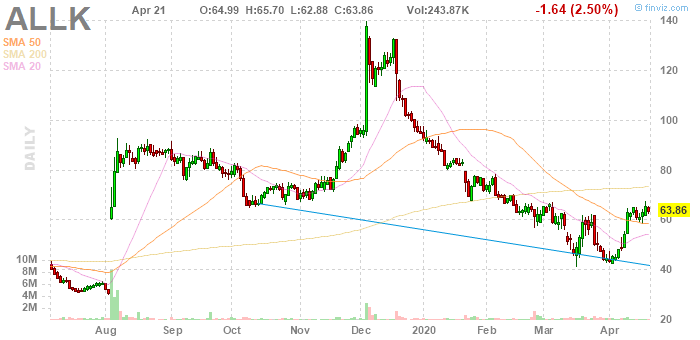 ALLK
Apr 21 O:64.99 H:65.70 L:62.88 C:63.86 Vol:243.87K -1.64 (2.50%)
© finviz.com
SMA 50
SMA 200
SMA 20
DAILY
140
120
100
80
60
40
20
63.86
10M
8M
6M
4M
2M
Aug Sep Oct Nov Dec 2020 Feb Mar Apr